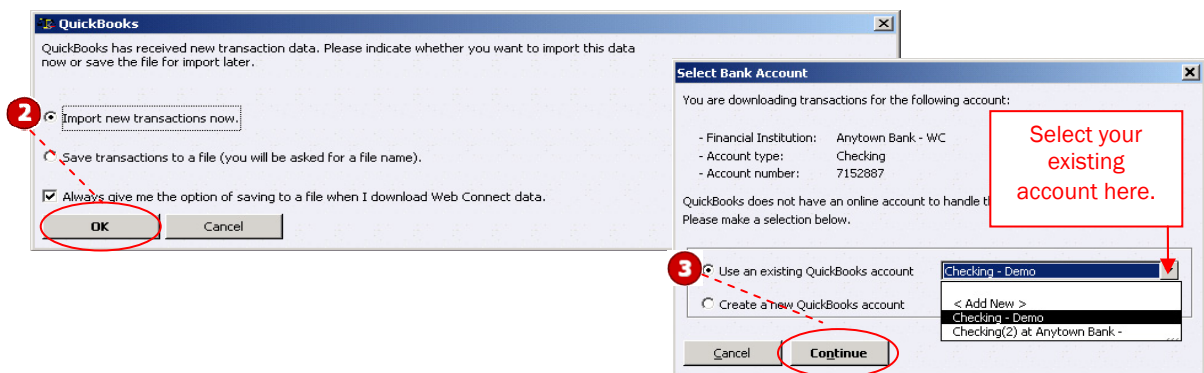 QuickBooks
QuickBooks has received new transaction data. Please indicate whether you want to import this data
now or save the file for import later.
2
Import new transactions now.
Save transactions to a file (you will be asked for a file name).
Always give me the option of saving to a file when I download Web Connect data.
OK Cancel
Select Bank Account
You are downloading transactions for the following account:
- Financial Institution: Anytown Bank - WC
- Account type: Checking
- Account number: 7152887
QuickBooks does not have an online account to handle
Please make a selection below.
Select your
existing
account here.
3
Use an existing QuickBooks account Checking - Demo
Create a new QuickBooks account
< Add New >
Checking - Demo
Checking(2) at Anytown Bank -
Cancel Continue